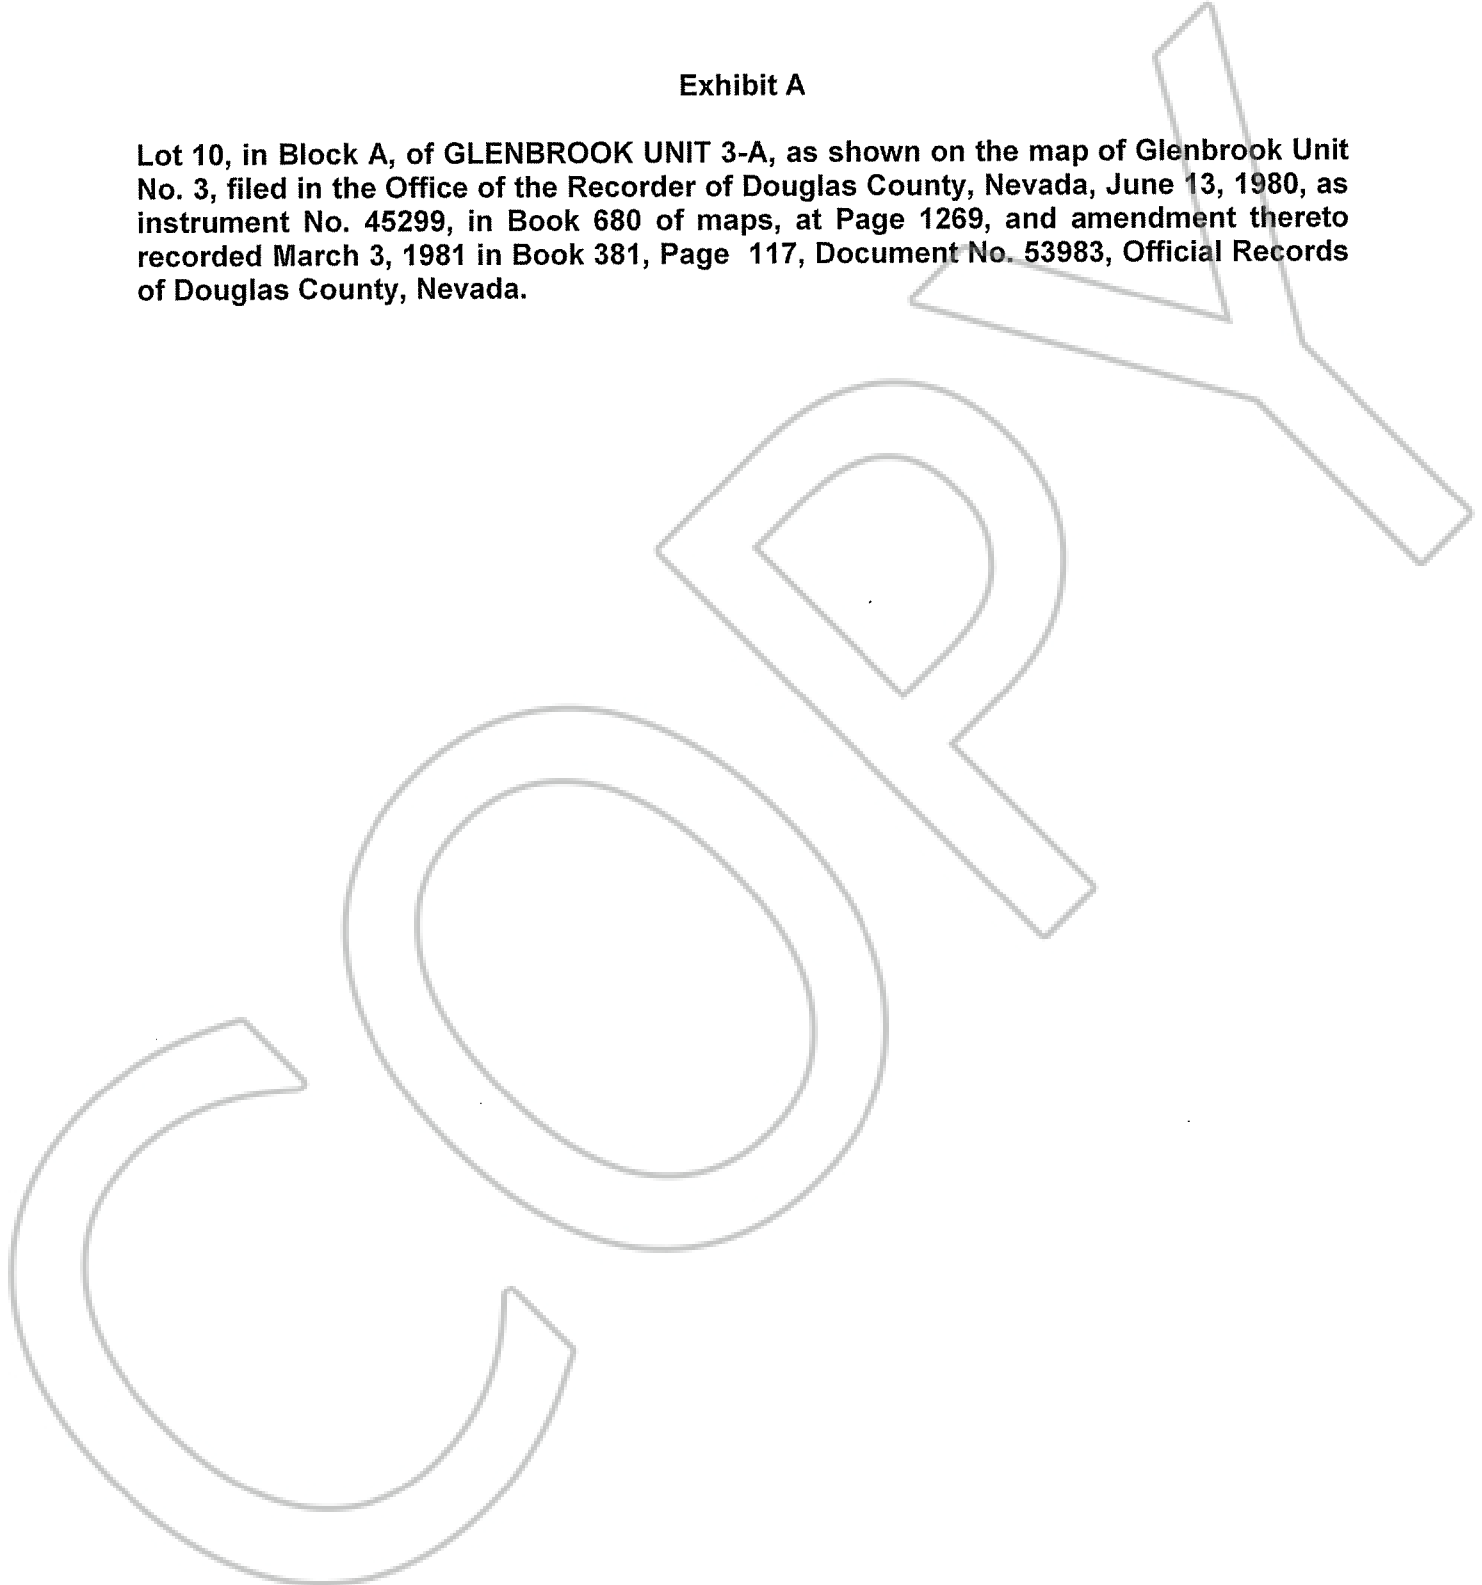 Exhibit A
Lot 10, in Block A, of GLENBROOK UNIT 3-A, as shown on the map of Glenbrook Unit
No. 3, filed in the Office of the Recorder of Douglas County, Nevada, June 13, 1980, as
instrument No. 45299, in Book 680 of maps, at Page 1269, and amendment thereto
recorded March 3, 1981 in Book 381, Page 117, Document No. 53983, Official Records
of Douglas County, Nevada.
COPY